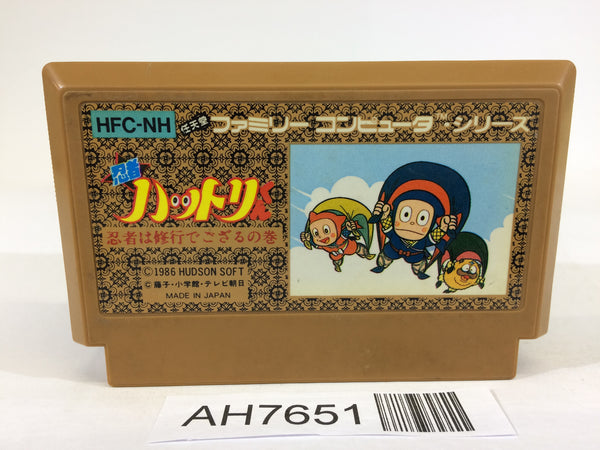 HFC-NH
任天堂 ファミリーコンピュータ™シリーズ
忍者
ハットリくん
忍者は修行でござるの巻
©1986 HUDSON SOFT
©藤子・小学館・テレビ朝日
MADE IN JAPAN
AH7651